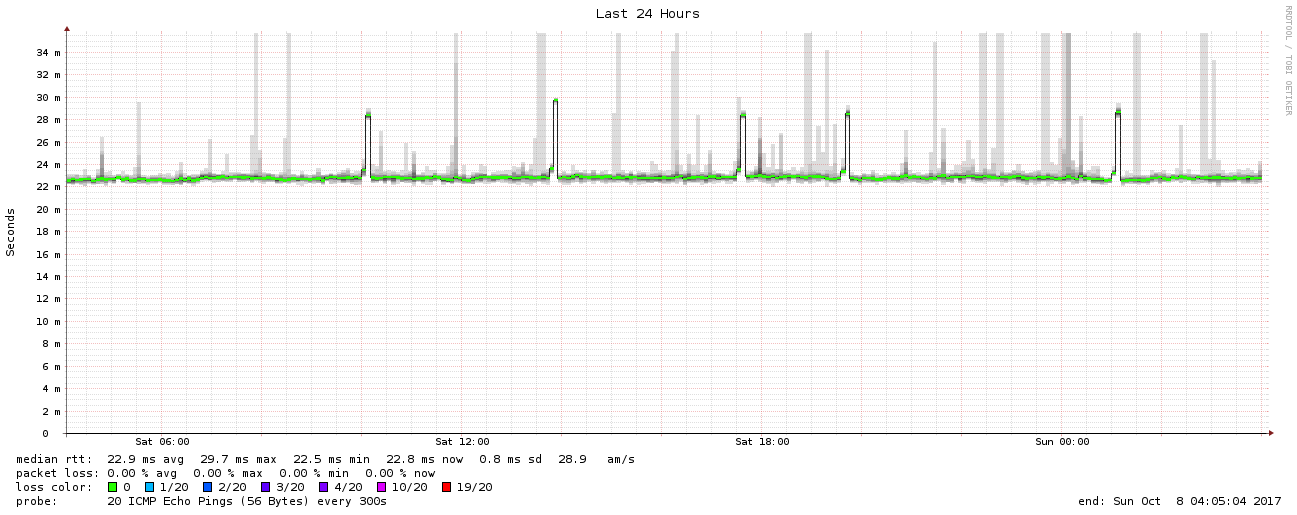 Last 24 Hours
RRDTOOL / TOBI OETIKER
Seconds
34 m
32 m
30 m
28 m
26 m
24 m
22 m
20 m
18 m
16 m
14 m
12 m
10 m
8 m
6 m
4 m
2 m
0
Sat 06:00 Sat 12:00 Sat 18:00 Sun 00:00
median rtt: 22.9 ms avg 29.7 ms max 22.5 ms min 22.8 ms now 0.8 ms sd 28.9 am/s
packet loss: 0.00 % avg 0.00 % max 0.00 % min 0.00 % now
loss color: 0 1/20 2/20 3/20 4/20 10/20 19/20
probe: 20 ICMP Echo Pings (56 Bytes) every 300s end: Sun Oct 8 04:05:04 2017